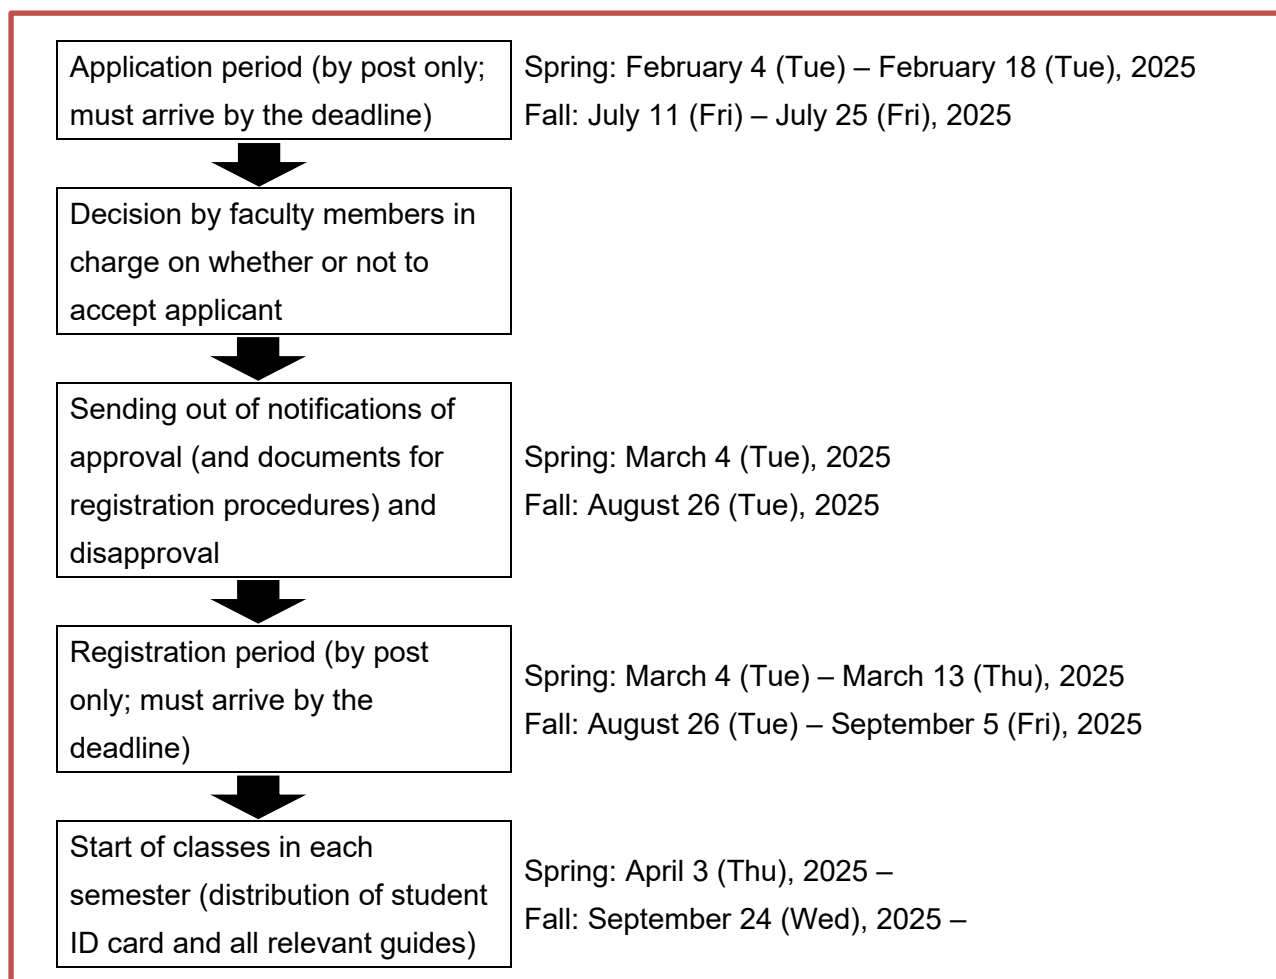 Application period (by post only;
must arrive by the deadline)
Spring: February 4 (Tue) – February 18 (Tue), 2025
Fall: July 11 (Fri) – July 25 (Fri), 2025
Decision by faculty members in
charge on whether or not to
accept applicant
Sending out of notifications of
approval (and documents for
registration procedures) and
disapproval
Spring: March 4 (Tue), 2025
Fall: August 26 (Tue), 2025
Registration period (by post
only; must arrive by the
deadline)
Spring: March 4 (Tue) – March 13 (Thu), 2025
Fall: August 26 (Tue) – September 5 (Fri), 2025
Start of classes in each
semester (distribution of student
ID card and all relevant guides)
Spring: April 3 (Thu), 2025 –
Fall: September 24 (Wed), 2025 –